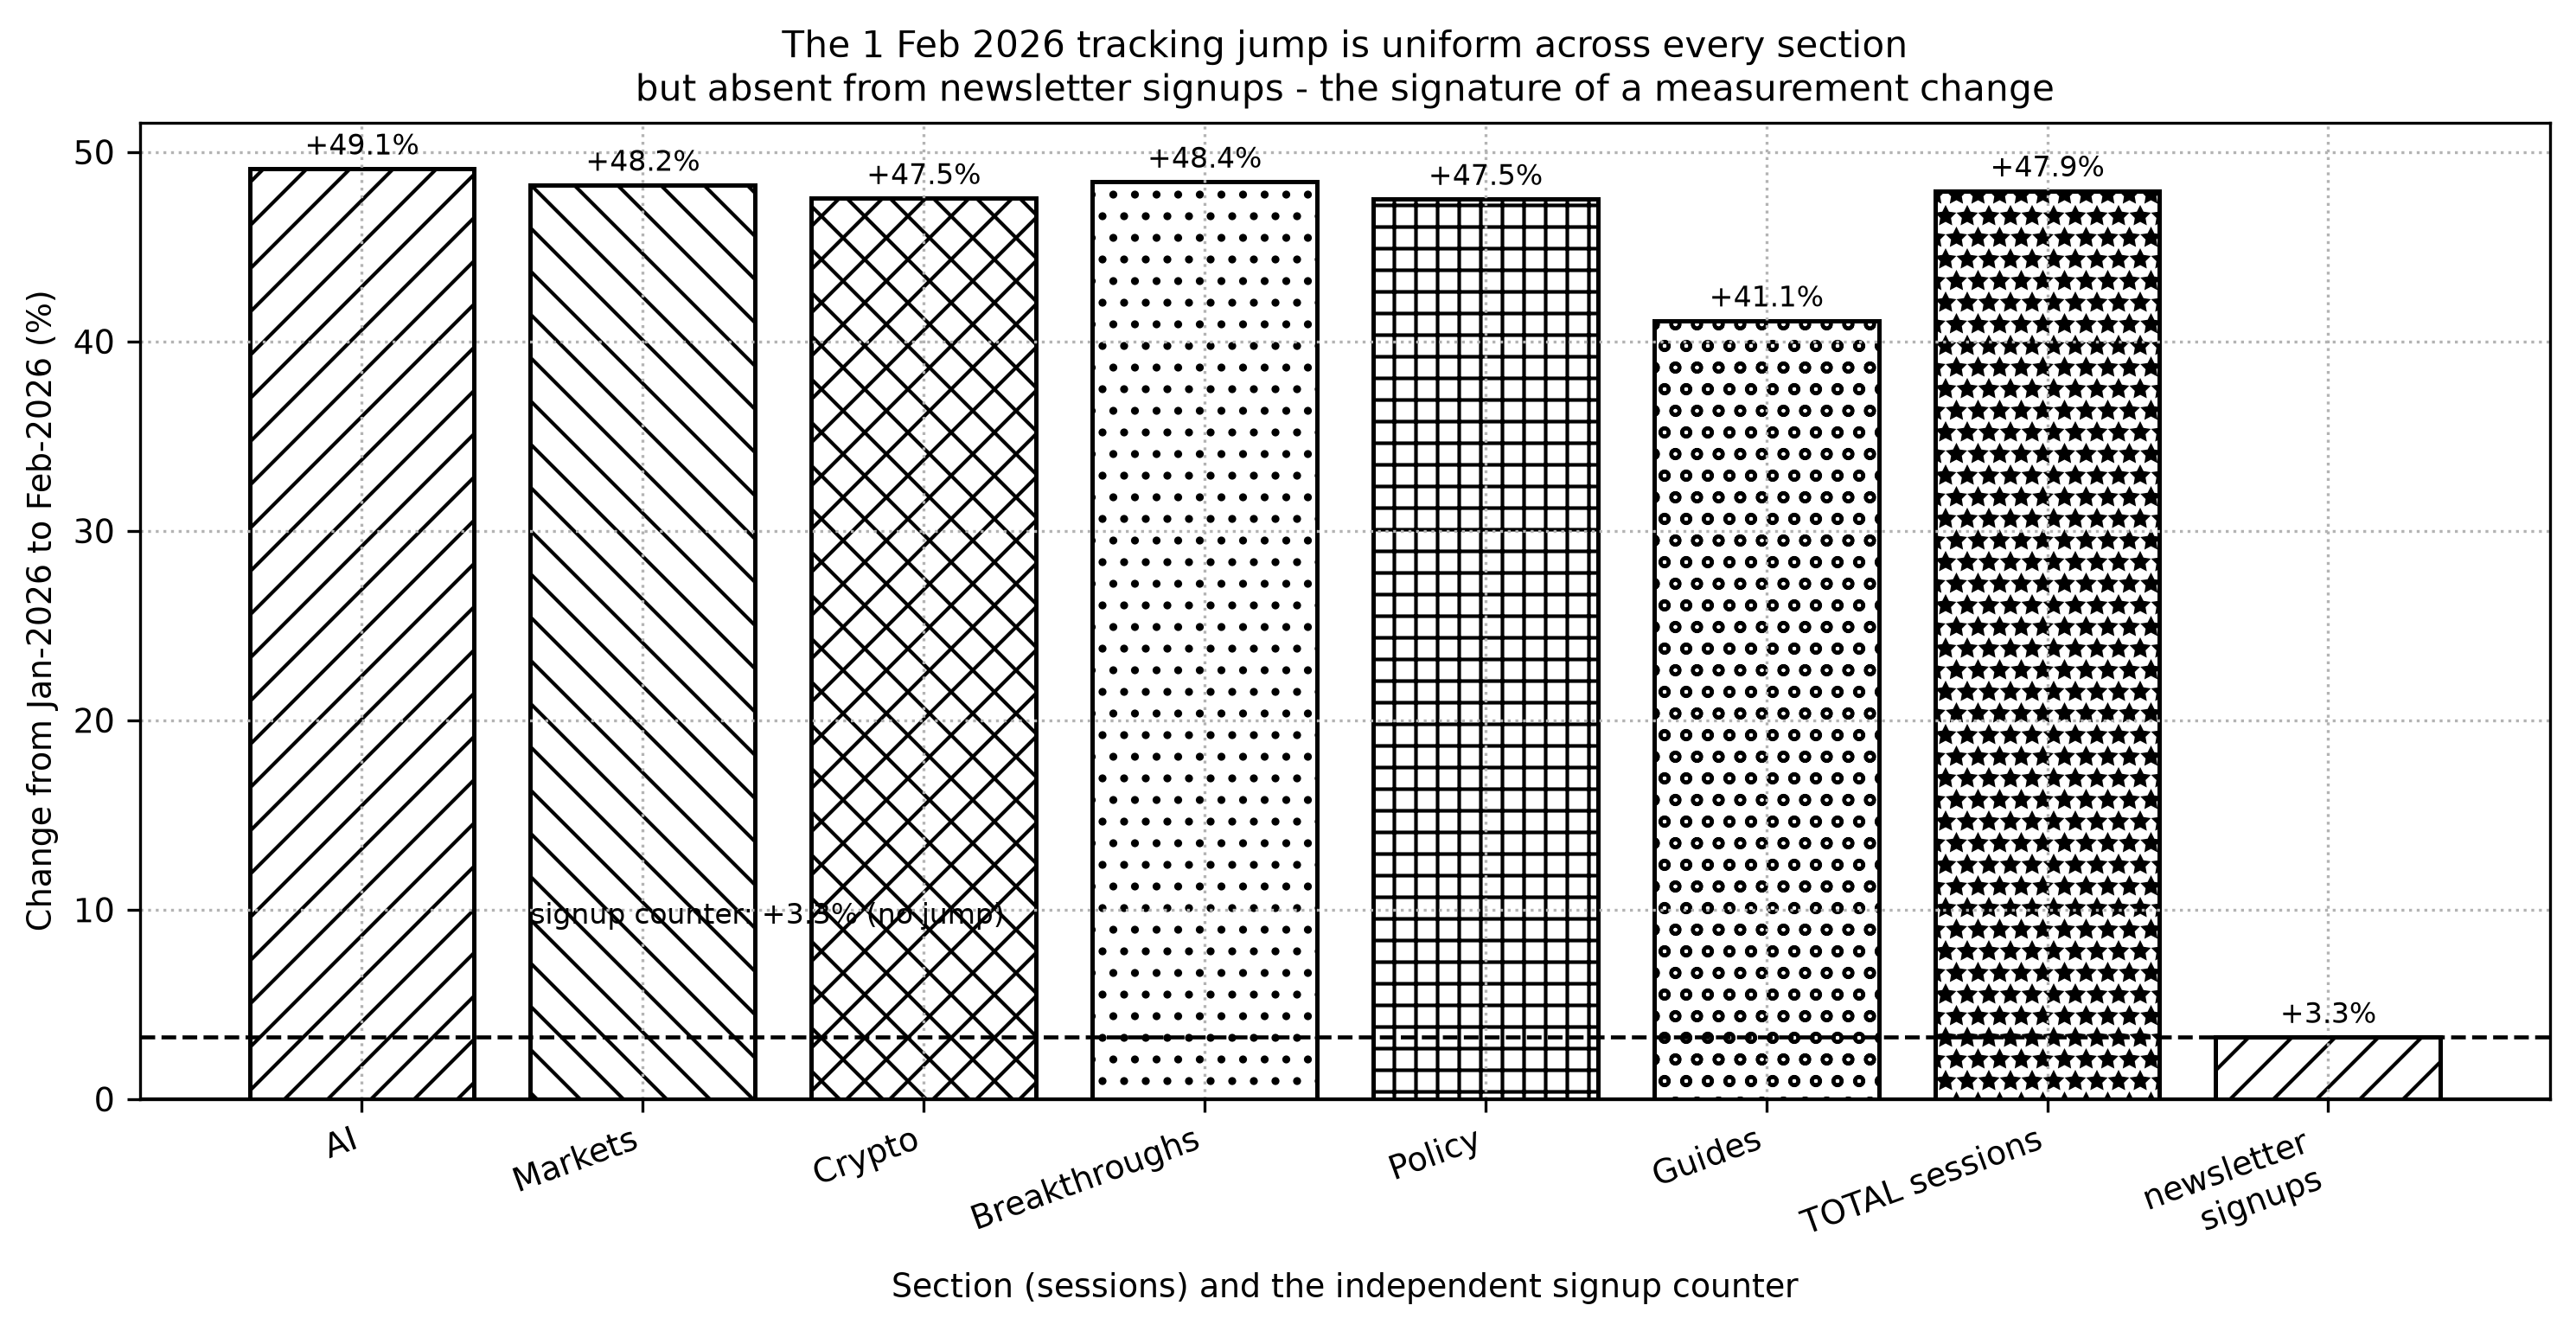 The 1 Feb 2026 tracking jump is uniform across every section
but absent from newsletter signups - the signature of a measurement change
Change from Jan-2026 to Feb-2026 (%)
50
40
30
20
10
0
+49.1%
+48.2%
+47.5%
+48.4%
+47.5%
+41.1%
+47.9%
+3.3%
signup counter: +3.3% (no jump)
AI
Markets
Crypto
Breakthroughs
Policy
Guides
TOTAL sessions
newsletter
signups
Section (sessions) and the independent signup counter